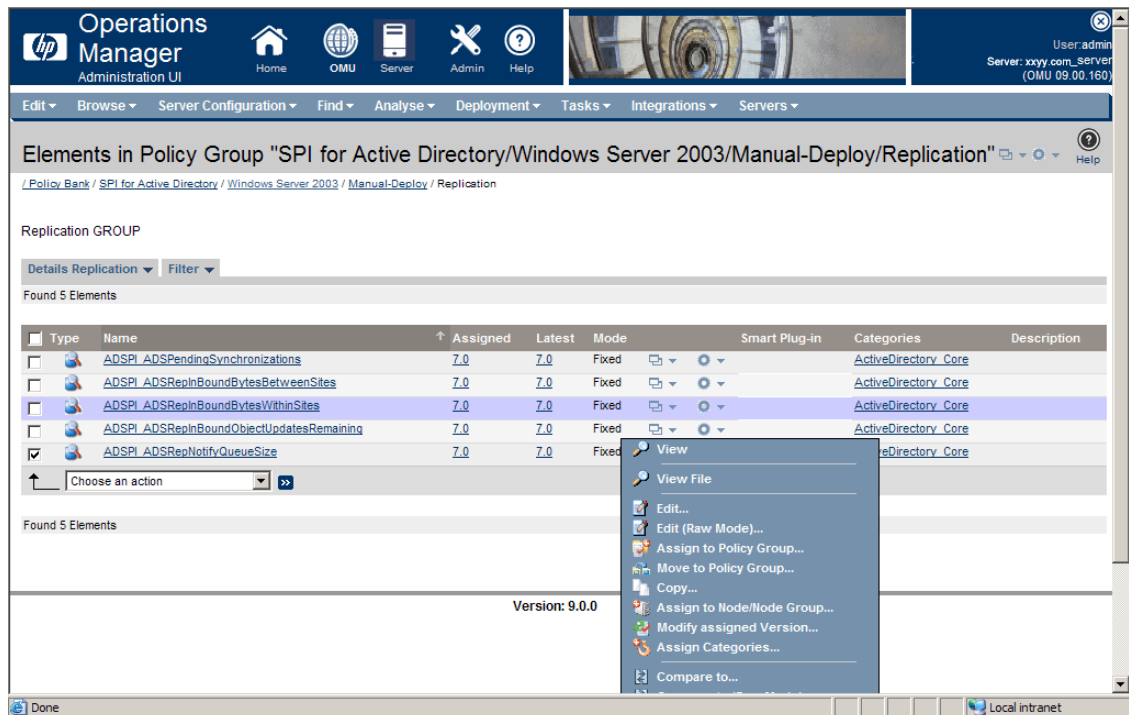 hp
Operations Manager
Administration UI
Home
OMU
Server
Admin
Help
User:admin
Server: xxyy.com_server
(OMU 09.00.160)
Edit Browse Server Configuration Find Analyse Deployment Tasks Integrations Servers
Elements in Policy Group "SPI for Active Directory/Windows Server 2003/Manual-Deploy/Replication"
Help
/ Policy Bank / SPI for Active Directory / Windows Server 2003 / Manual-Deploy / Replication
Replication GROUP
Details Replication Filter
Found 5 Elements
Type Name Assigned Latest Mode Smart Plug-in Categories Description
ADSPI_ADSPendingSynchronizations 7.0 7.0 Fixed ActiveDirectory_Core
ADSPI_ADSRepInBoundBytesBetweenSites 7.0 7.0 Fixed ActiveDirectory_Core
ADSPI_ADSRepInBoundBytesWithinSites 7.0 7.0 Fixed ActiveDirectory_Core
ADSPI_ADSRepInBoundObjectUpdatesRemaining 7.0 7.0 Fixed ActiveDirectory_Core
ADSPI_ADSRepNotifyQueueSize 7.0 7.0 Fixed eDirectory_Core
Choose an action
Found 5 Elements
View
View File
Edit...
Edit (Raw Mode)...
Assign to Policy Group...
Move to Policy Group...
Copy...
Assign to Node/Node Group...
Modify assigned Version...
Assign Categories...
Compare to...
Version: 9.0.0
Done
Local intranet